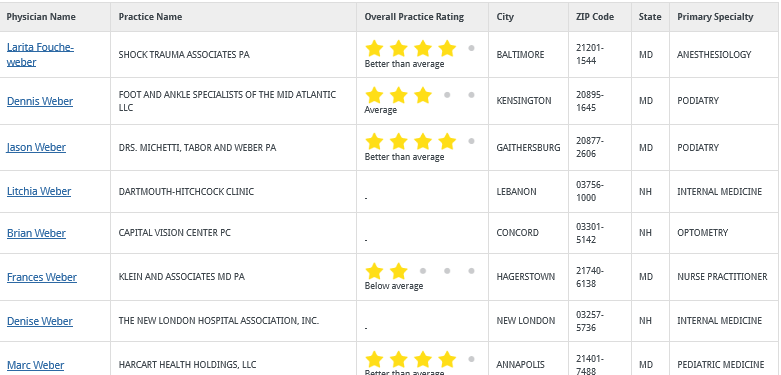 Physician Name Practice Name Overall Practice Rating City ZIP Code State Primary Specialty
Larita Fouche-
weber SHOCK TRAUMA ASSOCIATES PA Better than average BALTIMORE 21201-
1544 MD ANESTHESIOLOGY
Dennis Weber FOOT AND ANKLE SPECIALISTS OF THE MID ATLANTIC
LLC Average KENSINGTON 20895-
1645 MD PODIATRY
Jason Weber DRS. MICHETTI, TABOR AND WEBER PA Better than average GAITHERSBURG 20877-
2606 MD PODIATRY
Litchia Weber DARTMOUTH-HITCHCOCK CLINIC - LEBANON 03756-
1000 NH INTERNAL MEDICINE
Brian Weber CAPITAL VISION CENTER PC - CONCORD 03301-
5142 NH OPTOMETRY
Frances Weber KLEIN AND ASSOCIATES MD PA Below average HAGERSTOWN 21740-
6138 MD NURSE PRACTITIONER
Denise Weber THE NEW LONDON HOSPITAL ASSOCIATION, INC. - NEW LONDON 03257-
5736 NH INTERNAL MEDICINE
Marc Weber HARCART HEALTH HOLDINGS, LLC Better than average ANNAPOLIS 21401-
7488 MD PEDIATRIC MEDICINE